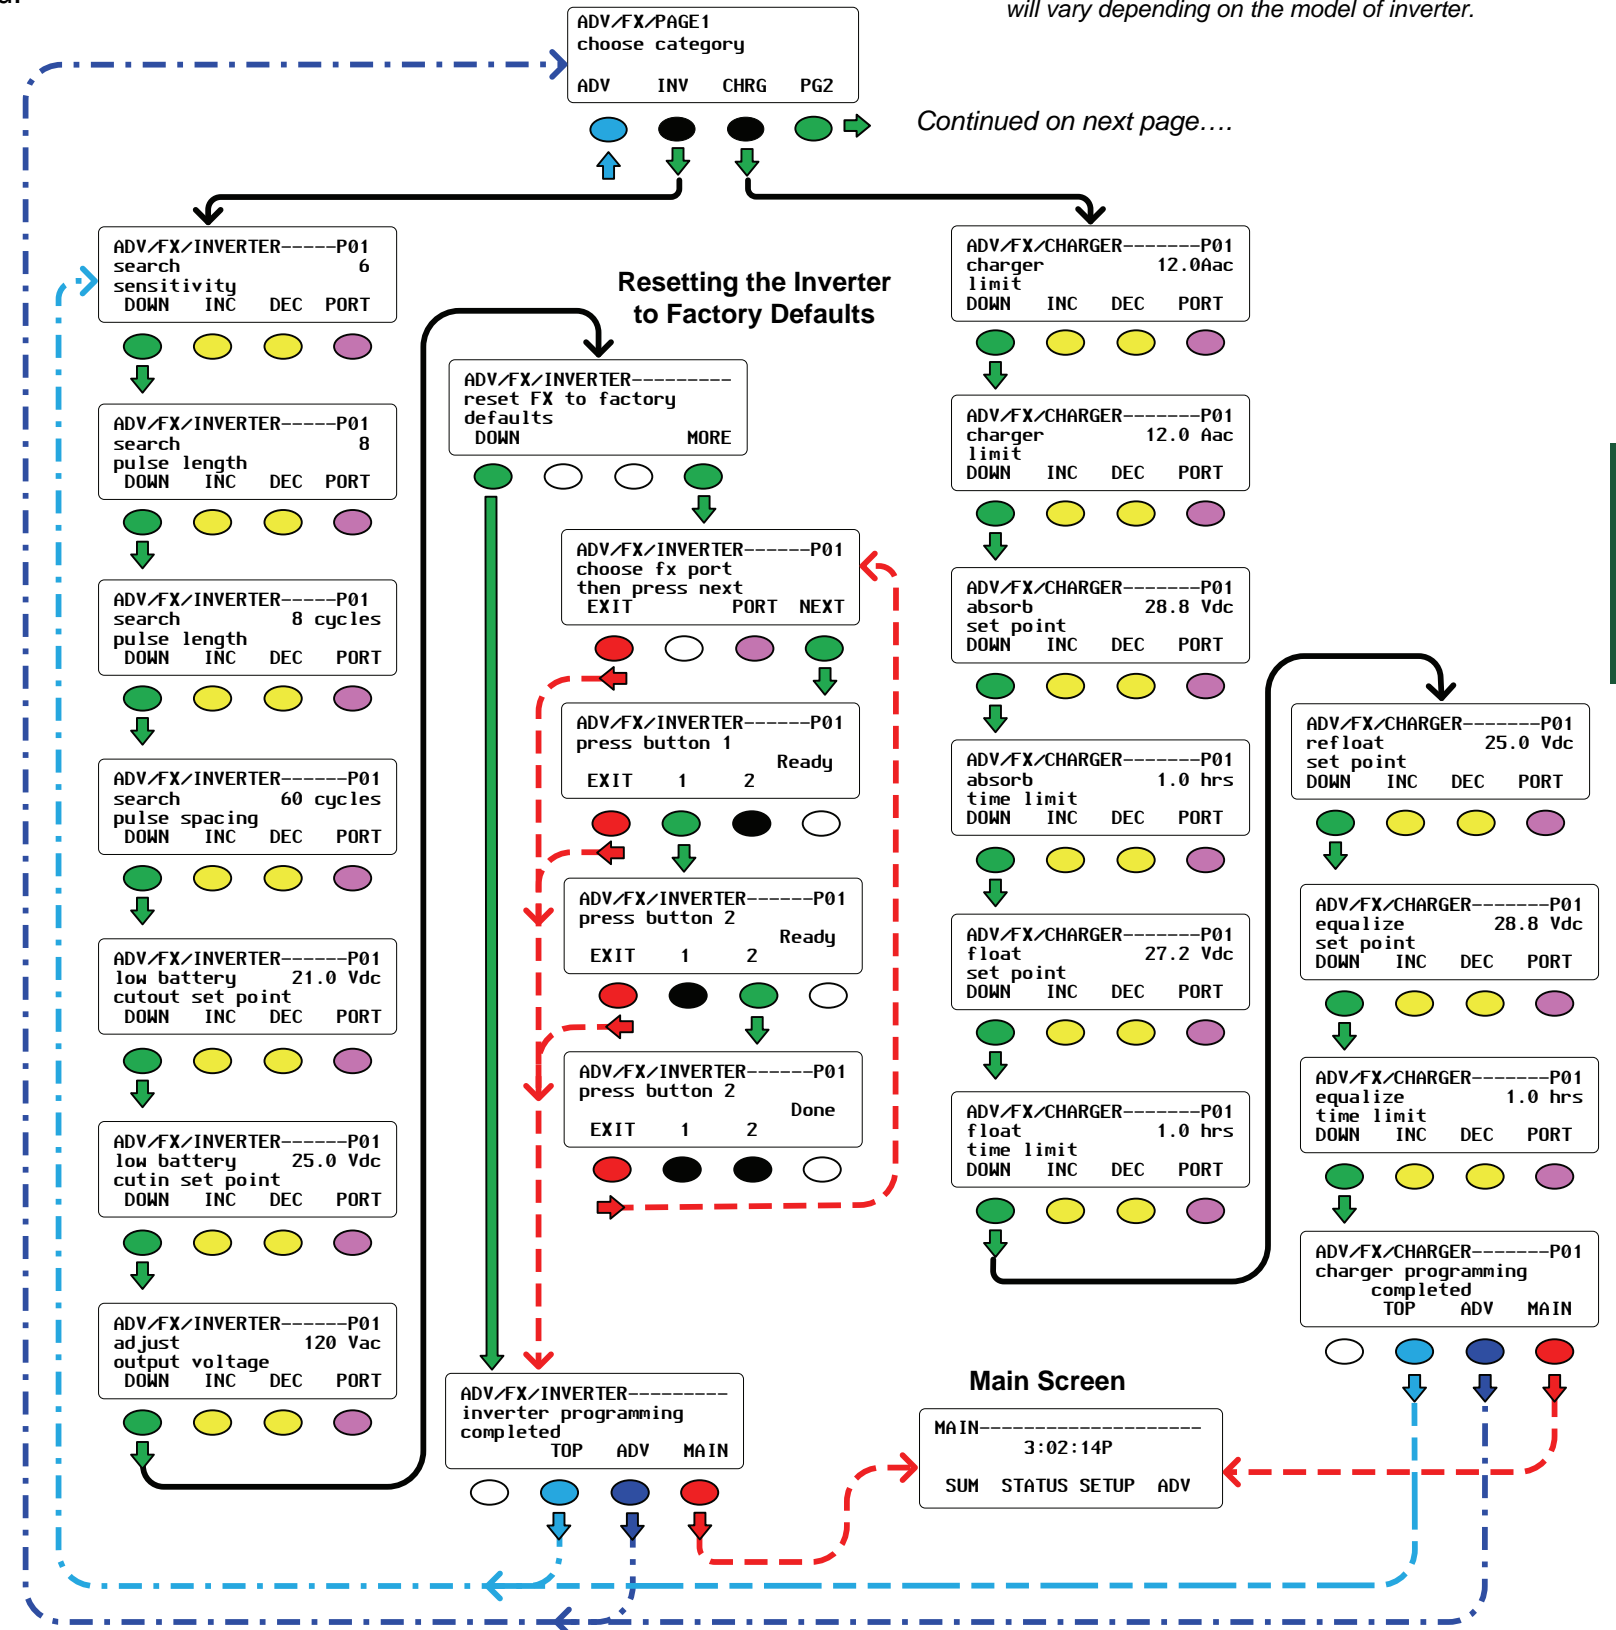 will vary depending on the model of inverter.
ADV/FX/PAGE1
choose category
ADV INV CHRG PG2
Continued on next page....
ADV/FX/INVERTER-----P01
search 6
sensitivity
DOWN INC DEC PORT
ADV/FX/INVERTER-----P01
search 8
pulse length
DOWN INC DEC PORT
ADV/FX/INVERTER-----P01
search 8 cycles
pulse length
DOWN INC DEC PORT
ADV/FX/INVERTER-----P01
search 60 cycles
pulse spacing
DOWN INC DEC PORT
ADV/FX/INVERTER-----P01
low battery 21.0 Vdc
cutout set point
DOWN INC DEC PORT
ADV/FX/INVERTER-----P01
low battery 25.0 Vdc
cutin set point
DOWN INC DEC PORT
ADV/FX/INVERTER-----P01
adjust 120 Vac
output voltage
DOWN INC DEC PORT
Resetting the Inverter
to Factory Defaults
ADV/FX/INVERTER---------
reset FX to factory
defaults
DOWN MORE
ADV/FX/INVERTER------P01
choose fx port
then press next
EXIT PORT NEXT
ADV/FX/INVERTER------P01
press button 1
Ready
EXIT 1 2
ADV/FX/INVERTER------P01
press button 2
Ready
EXIT 1 2
ADV/FX/INVERTER------P01
press button 2
Done
EXIT 1 2
ADV/FX/INVERTER---------
inverter programming
completed
TOP ADV MAIN
ADV/FX/CHARGER-------P01
charger 12.0Aac
limit
DOWN INC DEC PORT
ADV/FX/CHARGER-------P01
charger 12.0 Aac
limit
DOWN INC DEC PORT
ADV/FX/CHARGER-------P01
absorb 28.8 Vdc
set point
DOWN INC DEC PORT
ADV/FX/CHARGER-------P01
absorb 1.0 hrs
time limit
DOWN INC DEC PORT
ADV/FX/CHARGER-------P01
float 27.2 Vdc
set point
DOWN INC DEC PORT
ADV/FX/CHARGER-------P01
float 1.0 hrs
time limit
DOWN INC DEC PORT
ADV/FX/CHARGER-------P01
refloat 25.0 Vdc
set point
DOWN INC DEC PORT
ADV/FX/CHARGER-------P01
equalize 28.8 Vdc
set point
DOWN INC DEC PORT
ADV/FX/CHARGER-------P01
equalize 1.0 hrs
time limit
DOWN INC DEC PORT
ADV/FX/CHARGER-------P01
charger programming
completed
TOP ADV MAIN
Main Screen
MAIN--------------------
3:02:14P
SUM STATUS SETUP ADV